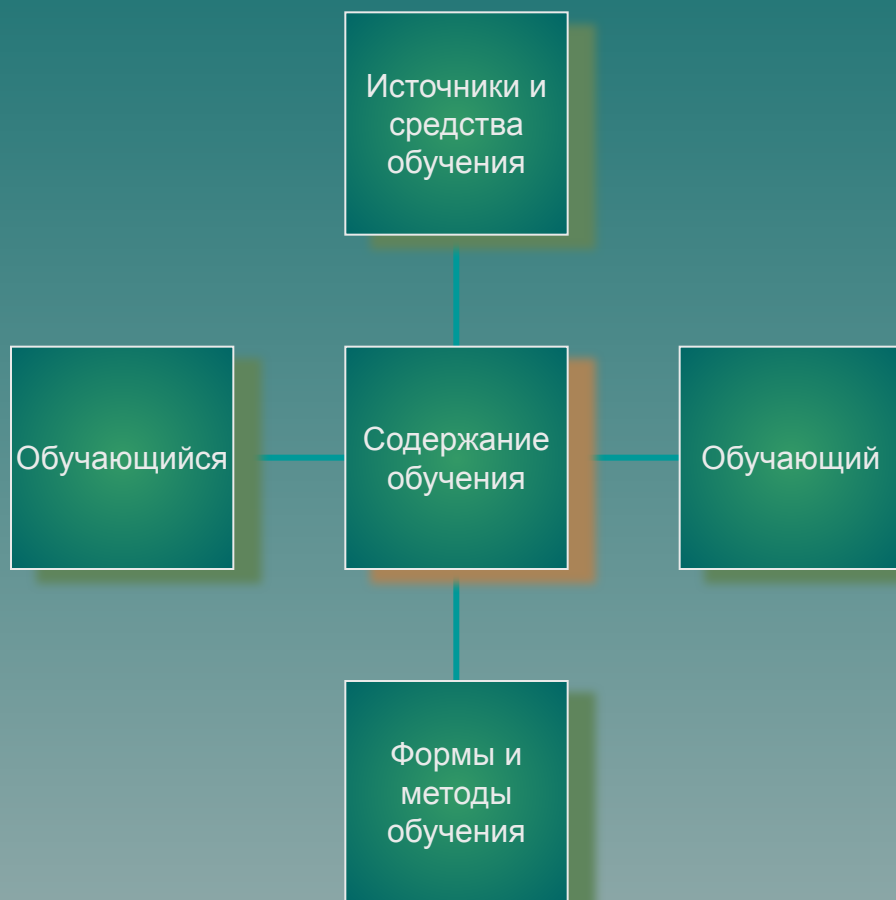 Источники и
средства
обучения
Обучающийся
Содержание
обучения
Обучающий
Формы и
методы
обучения